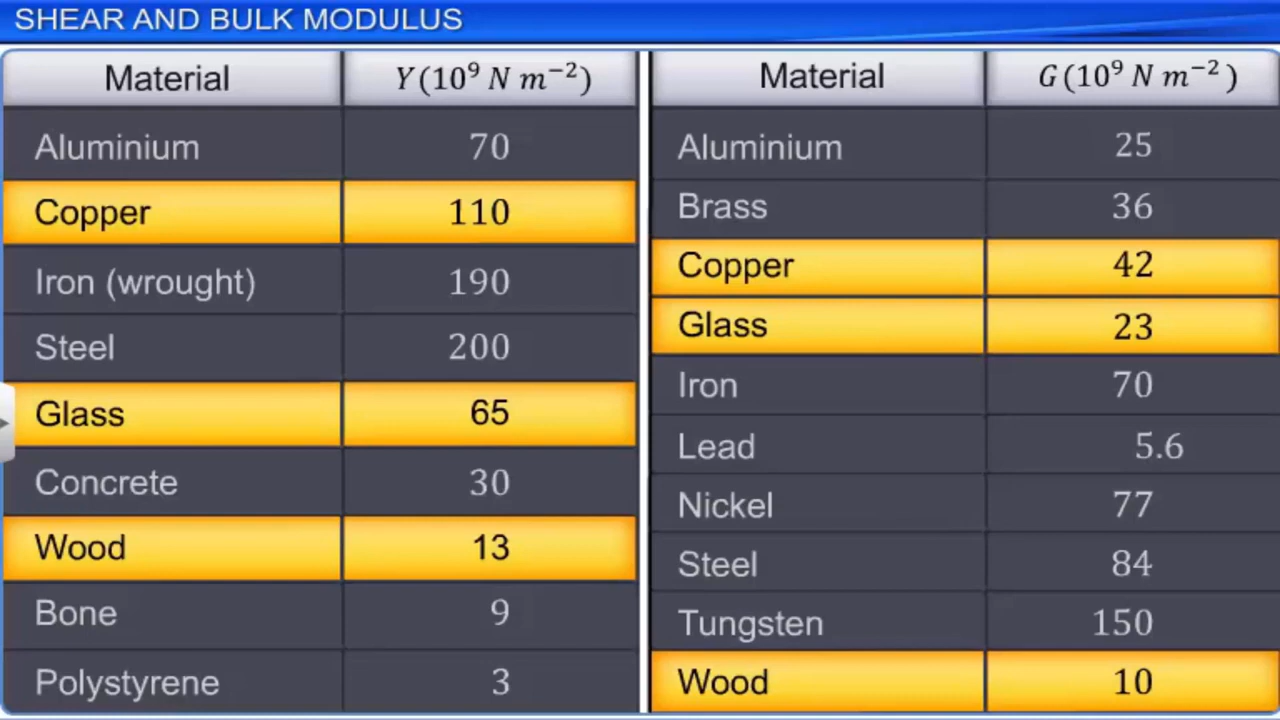 SHEAR AND BULK MODULUS
Material Y(10⁹ N m⁻²)
Aluminium 70
Copper 110
Iron (wrought) 190
Steel 200
Glass 65
Concrete 30
Wood 13
Bone 9
Polystyrene 3
Material G(10⁹ N m⁻²)
Aluminium 25
Brass 36
Copper 42
Glass 23
Iron 70
Lead 5.6
Nickel 77
Steel 84
Tungsten 150
Wood 10